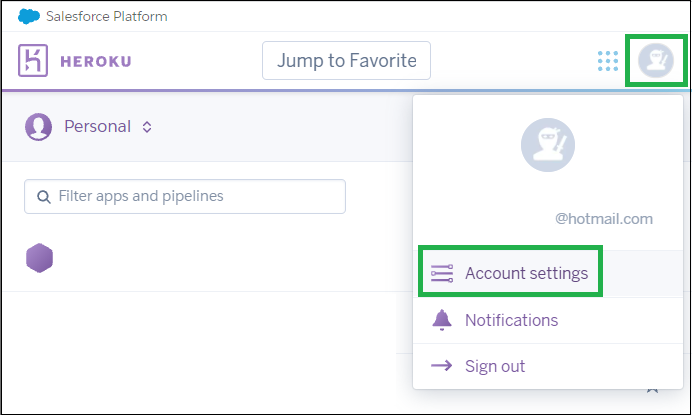 Salesforce Platform
HEROKU
Jump to Favorite
Personal
Filter apps and pipelines
@hotmail.com
Account settings
Notifications
Sign out